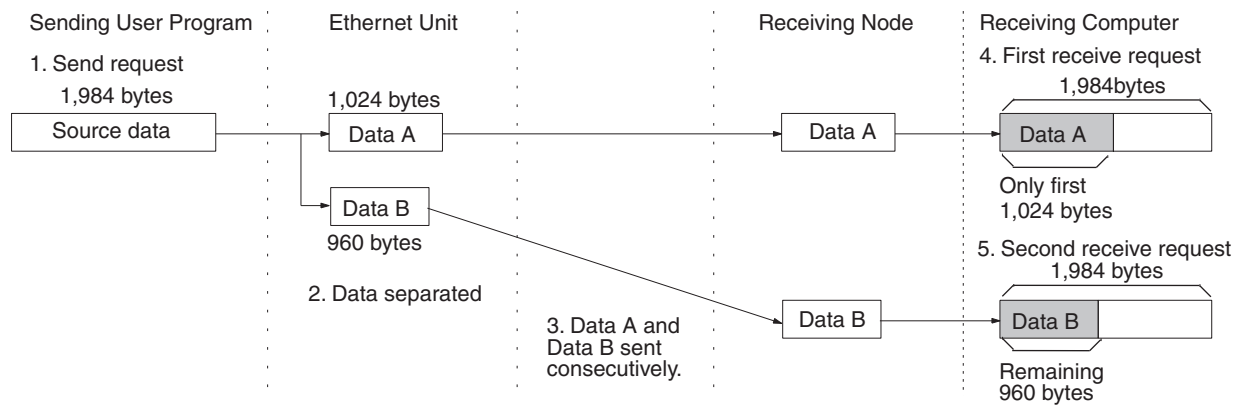 Sending User Program
Ethernet Unit
Receiving Node
Receiving Computer
1. Send request
1,984 bytes
Source data
1,024 bytes
Data A
Data B
960 bytes
2. Data separated
3. Data A and
Data B sent
consecutively.
Data A
Data B
4. First receive request
1,984bytes
Data A
Only first
1,024 bytes
5. Second receive request
1,984 bytes
Data B
Remaining
960 bytes